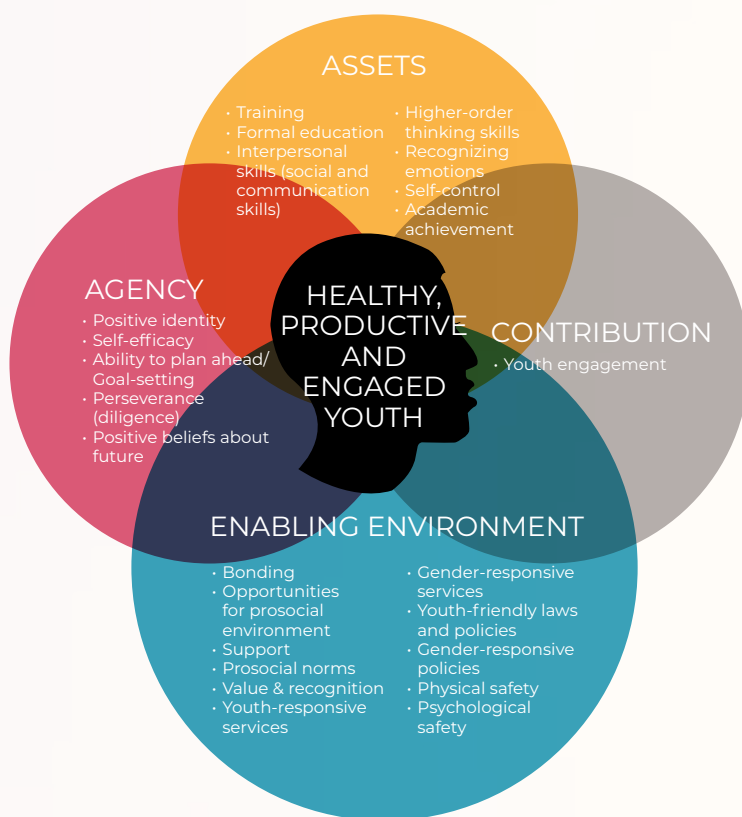 ASSETS
· Training
· Formal education
· Interpersonal
skills (social and
communication
skills)
· Higher-order
thinking skills
· Recognizing
emotions
· Self-control
· Academic
achievement
AGENCY
· Positive identity
· Self-efficacy
· Ability to plan ahead/
Goal-setting
· Perseverance
(diligence)
· Positive beliefs about
future
HEALTHY,
PRODUCTIVE
AND
ENGAGED
YOUTH
CONTRIBUTION
· Youth engagement
ENABLING ENVIRONMENT
· Bonding
· Opportunities
for prosocial
environment
· Support
· Prosocial norms
· Value & recognition
· Youth-responsive
services
· Gender-responsive
services
· Youth-friendly laws
and policies
· Gender-responsive
policies
· Physical safety
· Psychological
safety